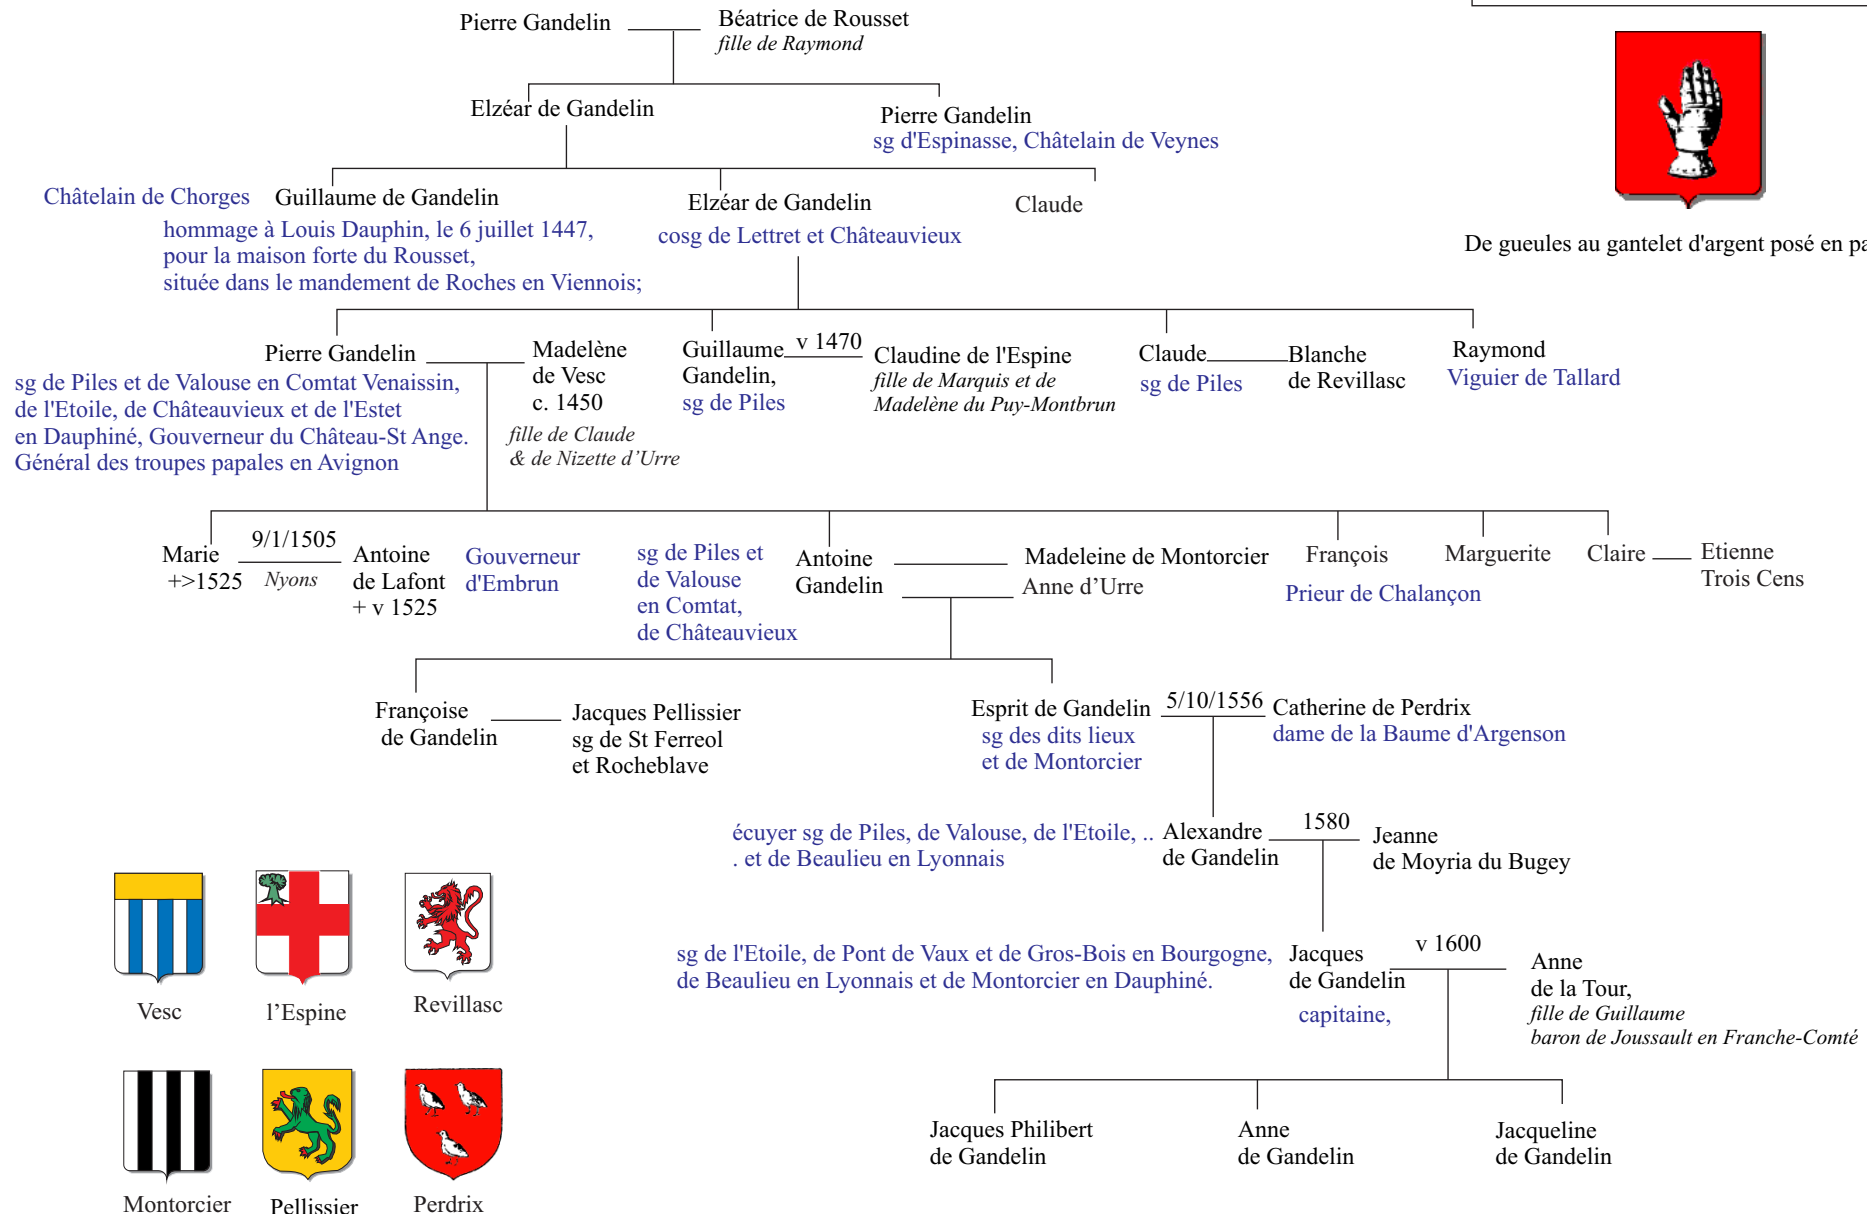 Pierre Gandelin
Béatrice de Rousset
fille de Raymond
Elzéar de Gandelin
Pierre Gandelin
sg d'Espinasse, Châtelain de Veynes
Châtelain de Chorges
Guillaume de Gandelin
hommage à Louis Dauphin, le 6 juillet 1447,
pour la maison forte du Rousset,
située dans le mandement de Roches en Viennois;
Elzéar de Gandelin
cosg de Lettret et Châteauvieux
Claude
De gueules au gantelet d'argent posé en pa
Pierre Gandelin
sg de Piles et de Valouse en Comtat Venaissin,
de l'Etoile, de Châteauvieux et de l'Estet
en Dauphiné, Gouverneur du Château-St Ange.
Général des troupes papales en Avignon
Madelène
de Vesc
c. 1450
fille de Claude
& de Nizette d'Urre
Guillaume
Gandelin,
sg de Piles
v 1470
Claudine de l'Espine
fille de Marquis et de
Madelène du Puy-Montbrun
Claude
sg de Piles
Blanche
de Revillasc
Raymond
Viguier de Tallard
Marie
+>1525
9/1/1505
Nyons
Antoine
de Lafont
+ v 1525
Gouverneur
d'Embrun
sg de Piles et
de Valouse
en Comtat,
de Châteauvieux
Antoine
Gandelin
Madeleine de Montorcier
Anne d'Urre
François
Prieur de Chalançon
Marguerite
Claire
Etienne
Trois Cens
Françoise
de Gandelin
Jacques Pellissier
sg de St Ferreol
et Rocheblave
Esprit de Gandelin
sg des dits lieux
et de Montorcier
5/10/1556
Catherine de Perdrix
dame de la Baume d'Argenson
écuyer sg de Piles, de Valouse, de l'Etoile, ..
. et de Beaulieu en Lyonnais
Alexandre
de Gandelin
1580
Jeanne
de Moyria du Bugey
sg de l'Etoile, de Pont de Vaux et de Gros-Bois en Bourgogne,
de Beaulieu en Lyonnais et de Montorcier en Dauphiné.
Jacques
de Gandelin
capitaine,
v 1600
Anne
de la Tour,
fille de Guillaume
baron de Joussault en Franche-Comté
Jacques Philibert
de Gandelin
Anne
de Gandelin
Jacqueline
de Gandelin
Vesc
l'Espine
Revillasc
Montorcier
Pellissier
Perdrix